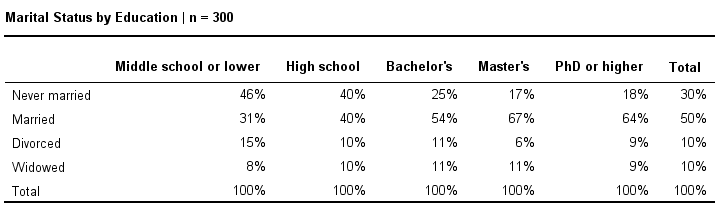 Marital Status by Education | n = 300
Middle school or lower High school Bachelor's Master's PhD or higher Total
Never married 46% 40% 25% 17% 18% 30%
Married 31% 40% 54% 67% 64% 50%
Divorced 15% 10% 11% 6% 9% 10%
Widowed 8% 10% 11% 11% 9% 10%
Total 100% 100% 100% 100% 100% 100%